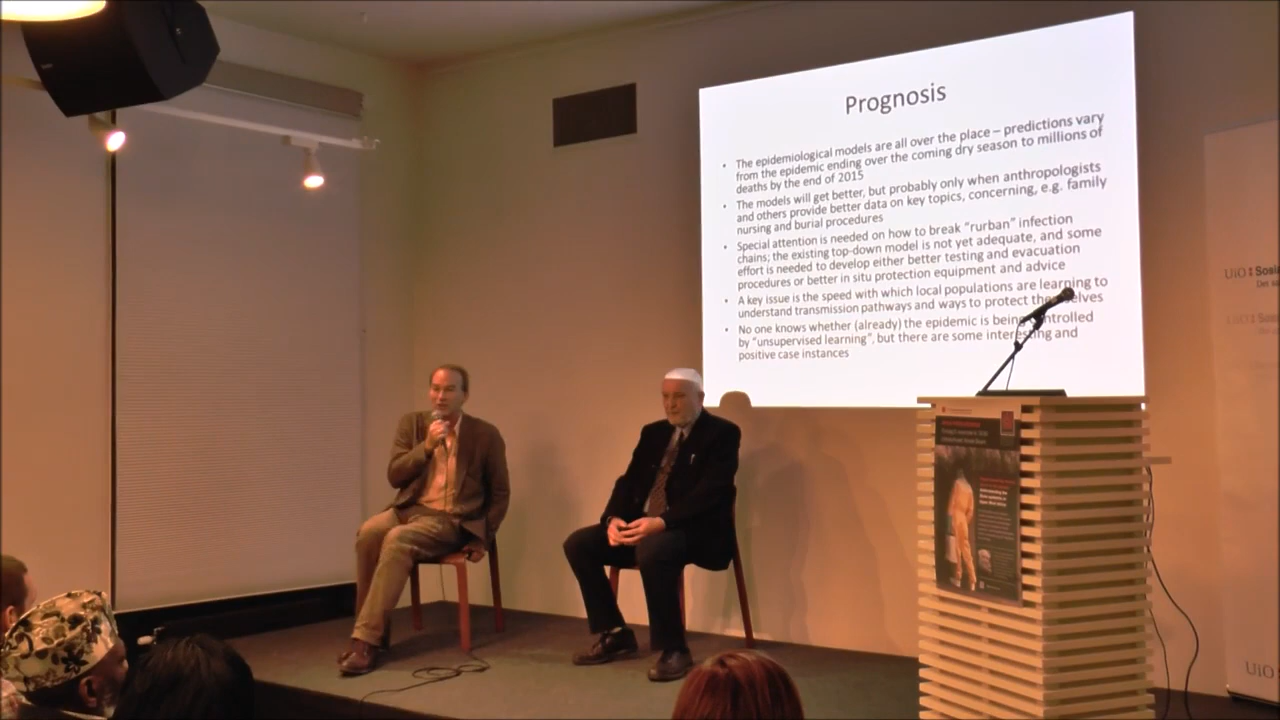 Prognosis
• The epidemiological models are all over the place – predictions vary
from the epidemic ending over the coming dry season to millions of
deaths by the end of 2015
• The models will get better, but probably only when anthropologists
and others provide better data on key topics, concerning, e.g. family
nursing and burial procedures
• Special attention is needed on how to break "rurban" infection
chains; the existing top-down model is not yet adequate, and some
effort is needed to develop either better testing and evacuation
procedures or better in situ protection equipment and advice
• A key issue is the speed with which local populations are learning to
understand transmission pathways and ways to protect themselves
• No one knows whether (already) the epidemic is being controlled
by "unsupervised learning", but there are some interesting and
positive case instances
UiO
UiO